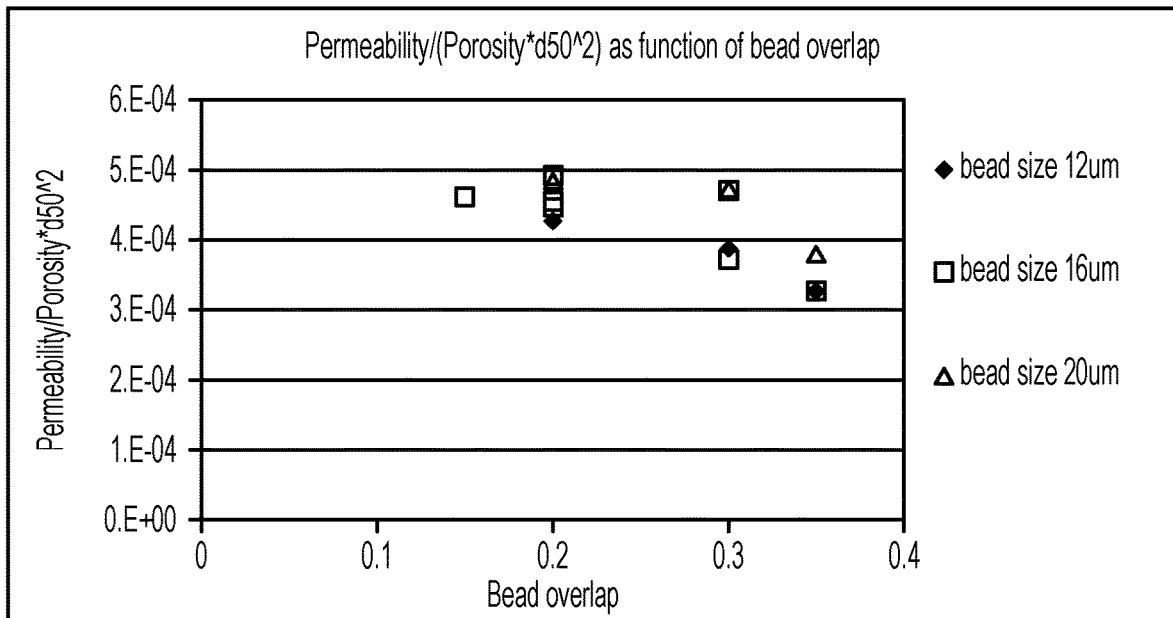 Permeability/(Porosity*d50^2) as function of bead overlap
Permeability/Porosity*d50^2
6.E-04
5.E-04
4.E-04
3.E-04
2.E-04
1.E-04
0.E+00
0
0.1
0.2
0.3
0.4
Bead overlap
bead size 12um
bead size 16um
bead size 20um